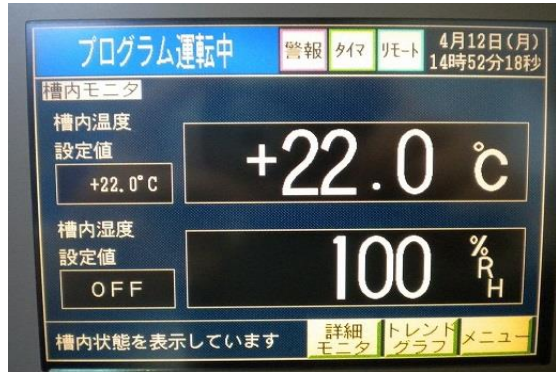 プログラム運転中
警報 タイマ リモート
4月12日(月)
14時52分18秒
槽内モニタ
槽内温度
設定値
+22.0°C
+22.0 ℃
槽内湿度
設定値
OFF
100 %RH
槽内状態を表示しています
詳細
モニタ
トレンド
グラフ
メニュー